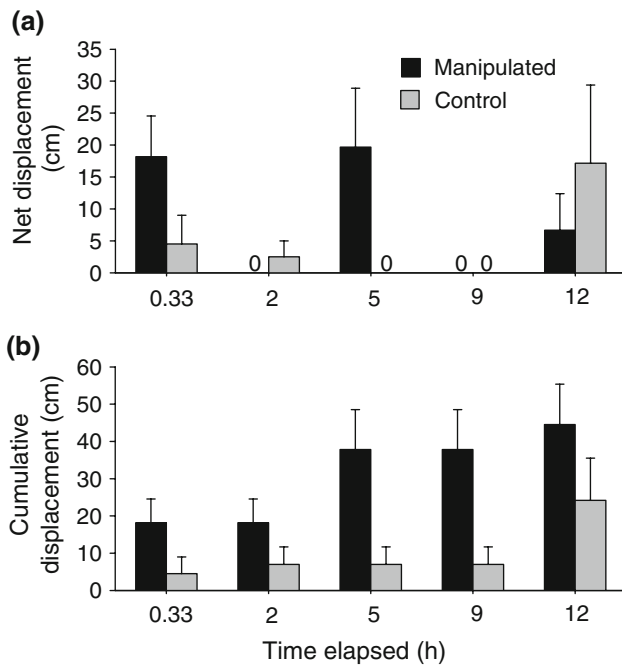 (a)
Net displacement
(cm)
35
30
25
20
15
10
5
0
Manipulated
Control
0
0
0 0
0.33 2 5 9 12
(b)
Cumulative
displacement (cm)
60
50
40
30
20
10
0
0.33 2 5 9 12
Time elapsed (h)